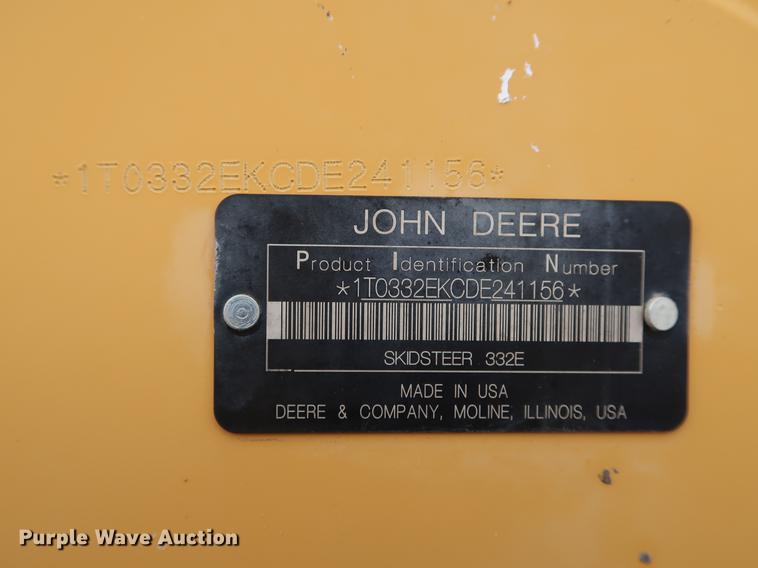 *1T0332EKCDE241156*
JOHN DEERE
Product Identification Number
*1T0332EKCDE241156*
SKIDSTEER 332E
MADE IN USA
DEERE & COMPANY, MOLINE, ILLINOIS, USA
Purple Wave Auction